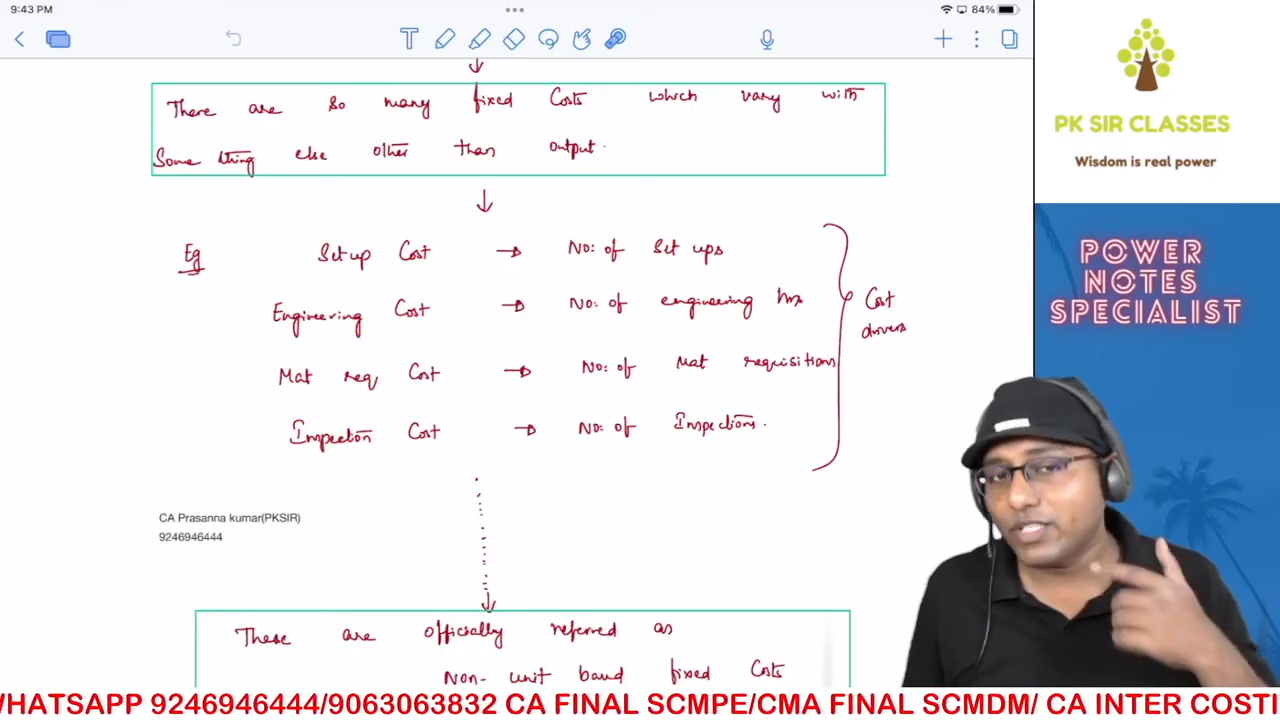 9:43 PM
84%
There are so many fixed Costs which vary with
Some thing else other than output.
Eg Set up Cost → No: of Set ups
Engineering Cost → No: of engineering hrs
Mat req Cost → No: of Mat requisitions
Inspection Cost → No: of Inspections.
Cost
drivers
CA Prasanna kumar(PKSIR)
9246946444
These are officially referred as
Non-unit based fixed Costs
PK SIR CLASSES
Wisdom is real power
POWER
NOTES
SPECIALIST
WHATSAPP 9246946444/9063063832 CA FINAL SCMPE/CMA FINAL SCMDM/ CA INTER COSTI